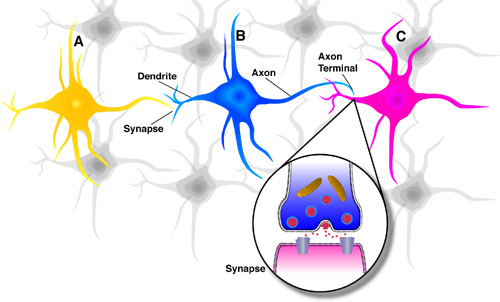 A
B
C
Dendrite
Axon
Axon
Terminal
Synapse
Synapse